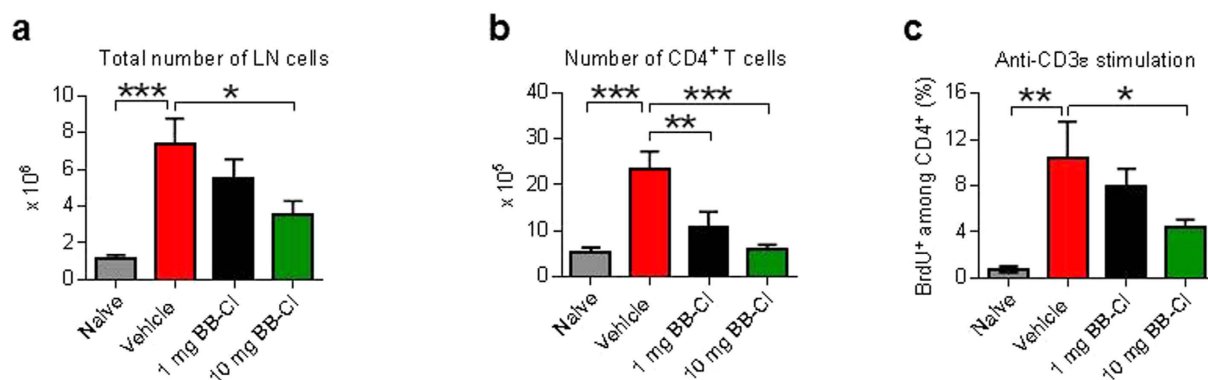 a
Total number of LN cells
*** *
10
8
6
4
2
0
x 10⁶
Naive
Vehicle
1 mg BB-Cl
10 mg BB-Cl
b
Number of CD4⁺ T cells
*** ***
**
40
30
20
10
0
x 10⁵
Naive
Vehicle
1 mg BB-Cl
10 mg BB-Cl
c
Anti-CD3ε stimulation
** *
16
12
8
4
0
BrdU⁺ among CD4⁺ (%)
Naive
Vehicle
1 mg BB-Cl
10 mg BB-Cl